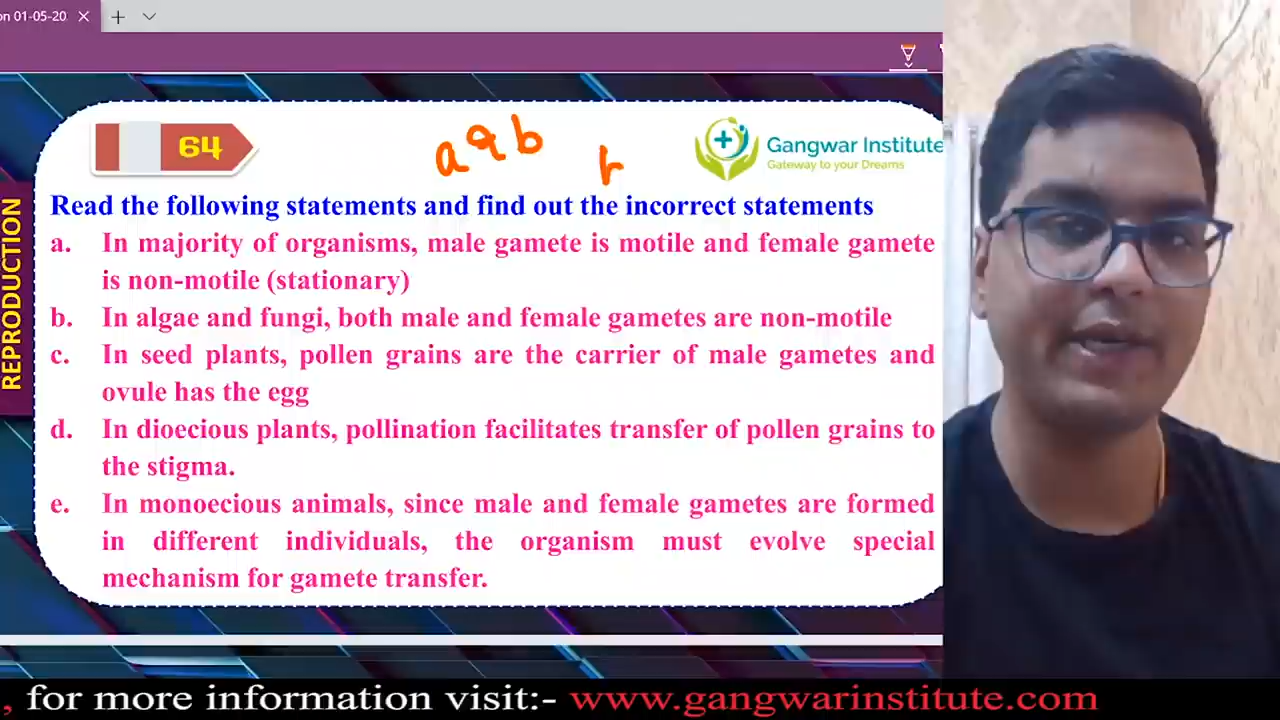 on 01-05-20
64
a & b
Gangwar Institute
Gateway to your Dreams
REPRODUCTION
Read the following statements and find out the incorrect statements
a. In majority of organisms, male gamete is motile and female gamete
is non-motile (stationary)
b. In algae and fungi, both male and female gametes are non-motile
c. In seed plants, pollen grains are the carrier of male gametes and
ovule has the egg
d. In dioecious plants, pollination facilitates transfer of pollen grains to
the stigma.
e. In monoecious animals, since male and female gametes are formed
in different individuals, the organism must evolve special
mechanism for gamete transfer.
, for more information visit:- www.gangwarinstitute.com